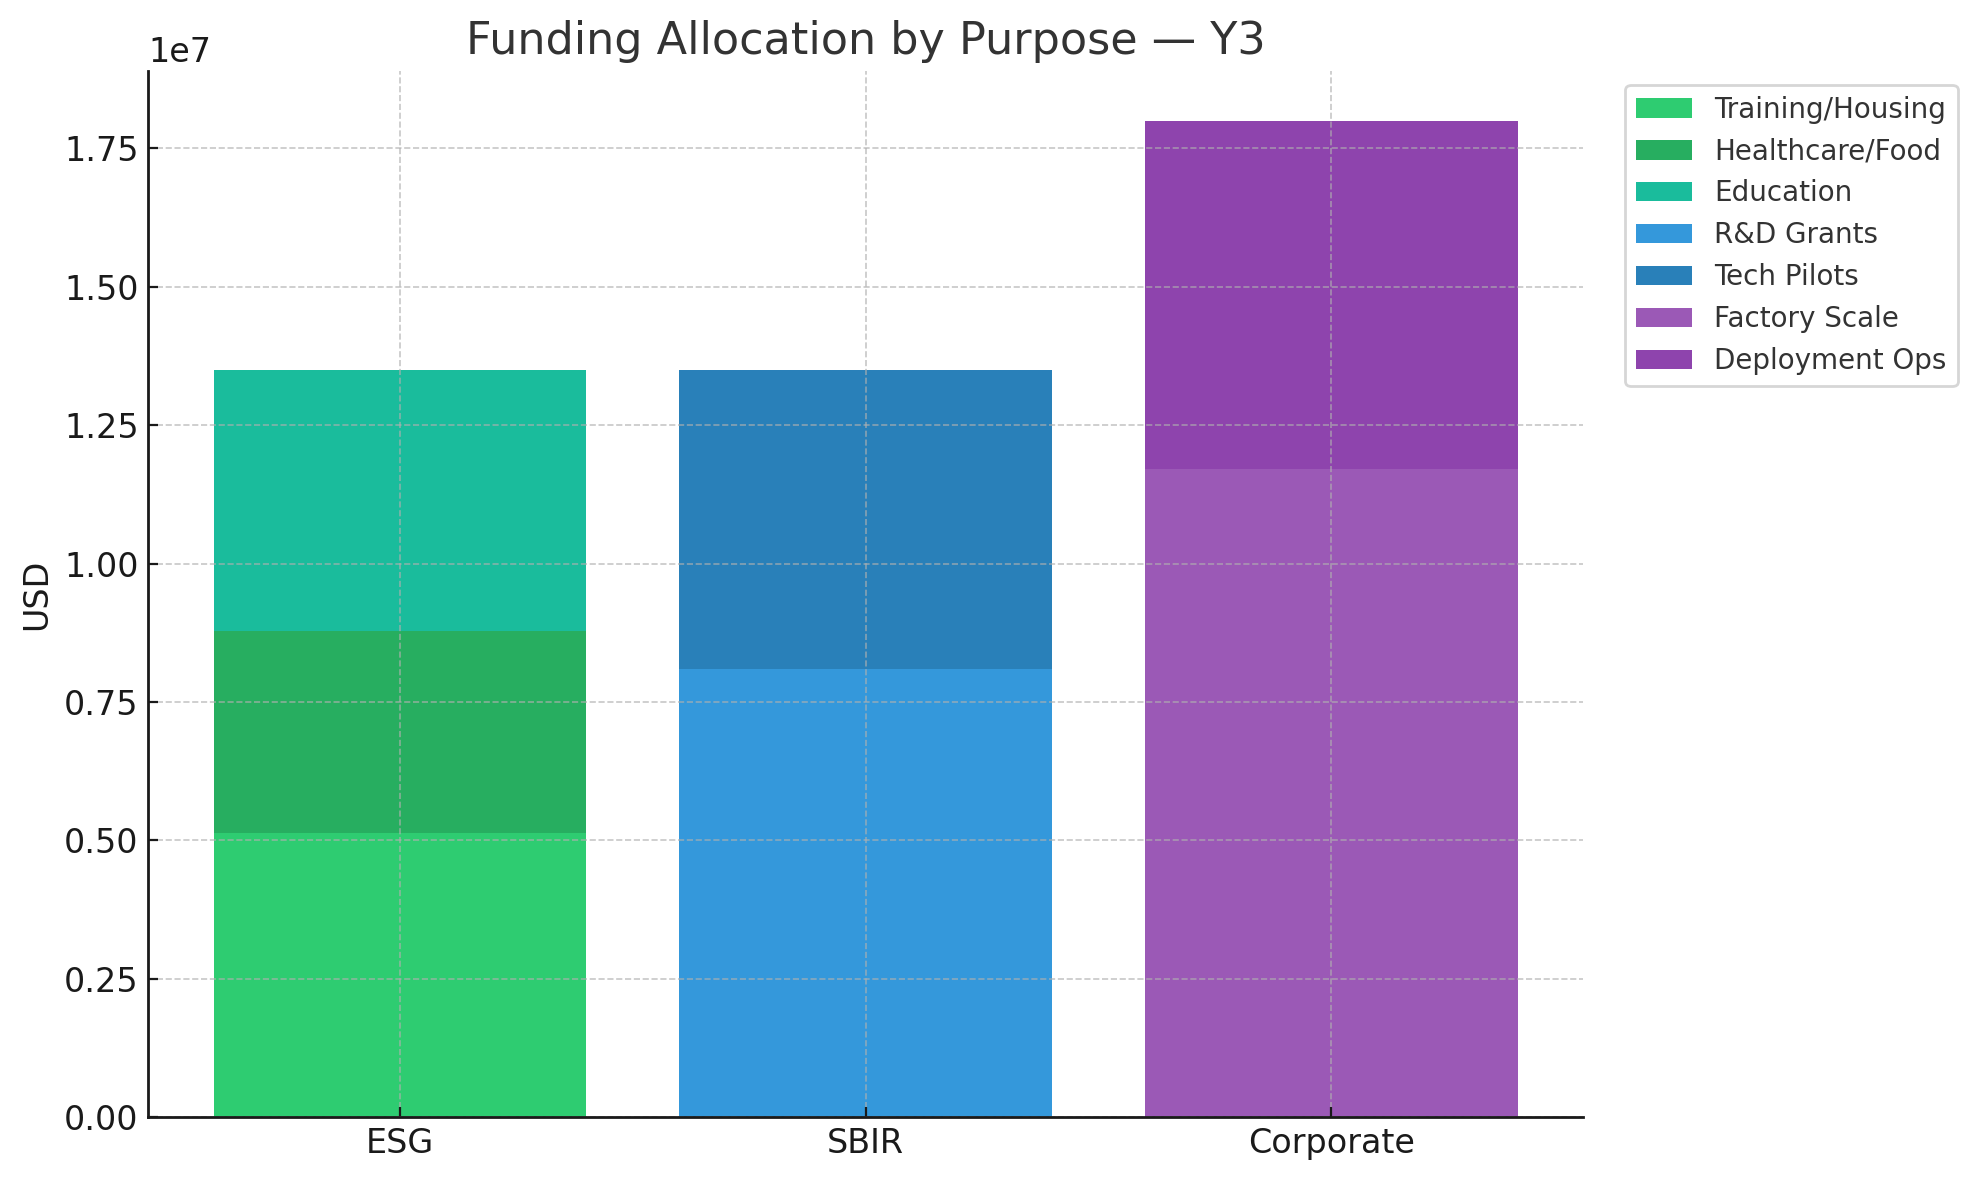 Funding Allocation by Purpose — Y3
1e7
1.75
1.50
1.25
1.00
0.75
0.50
0.25
0.00
USD
ESG
SBIR
Corporate
Training/Housing
Healthcare/Food
Education
R&D Grants
Tech Pilots
Factory Scale
Deployment Ops